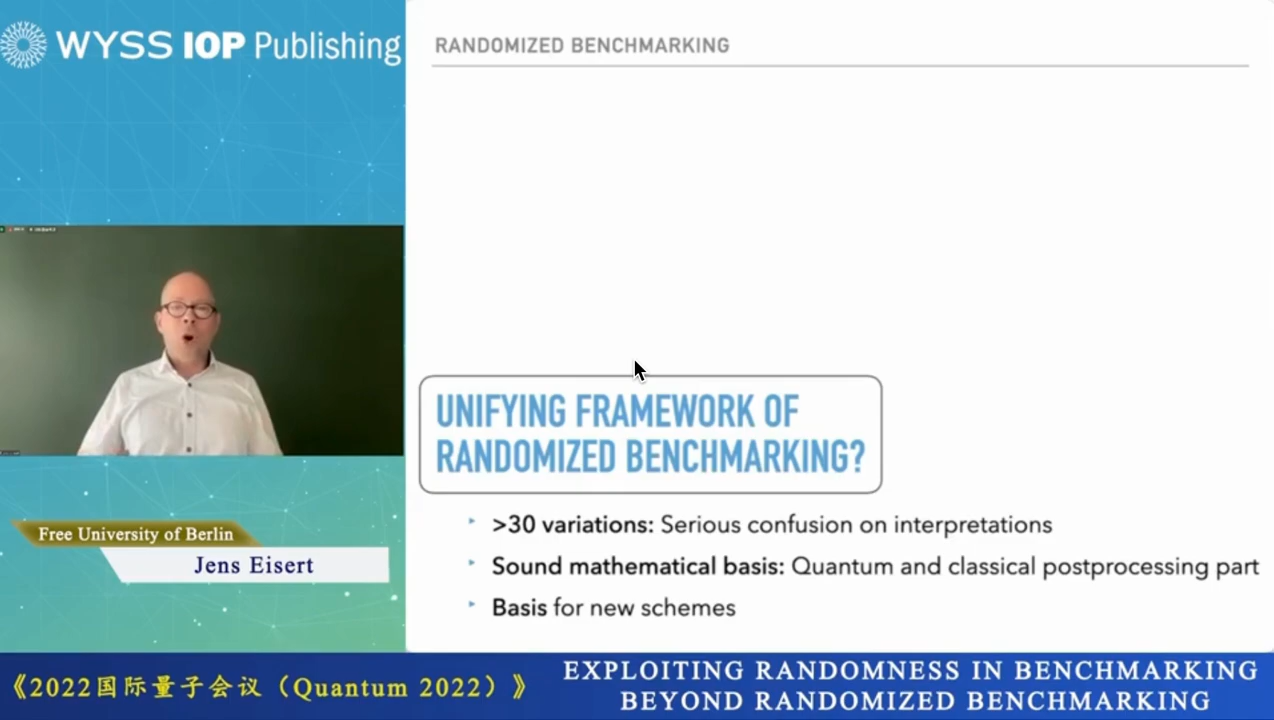 WYSS IOP Publishing
RANDOMIZED BENCHMARKING
UNIFYING FRAMEWORK OF
RANDOMIZED BENCHMARKING?
>30 variations: Serious confusion on interpretations
Sound mathematical basis: Quantum and classical postprocessing part
Basis for new schemes
Free University of Berlin
Jens Eisert
《2022国际量子会议（Quantum 2022）》
EXPLOITING RANDOMNESS IN BENCHMARKING
BEYOND RANDOMIZED BENCHMARKING